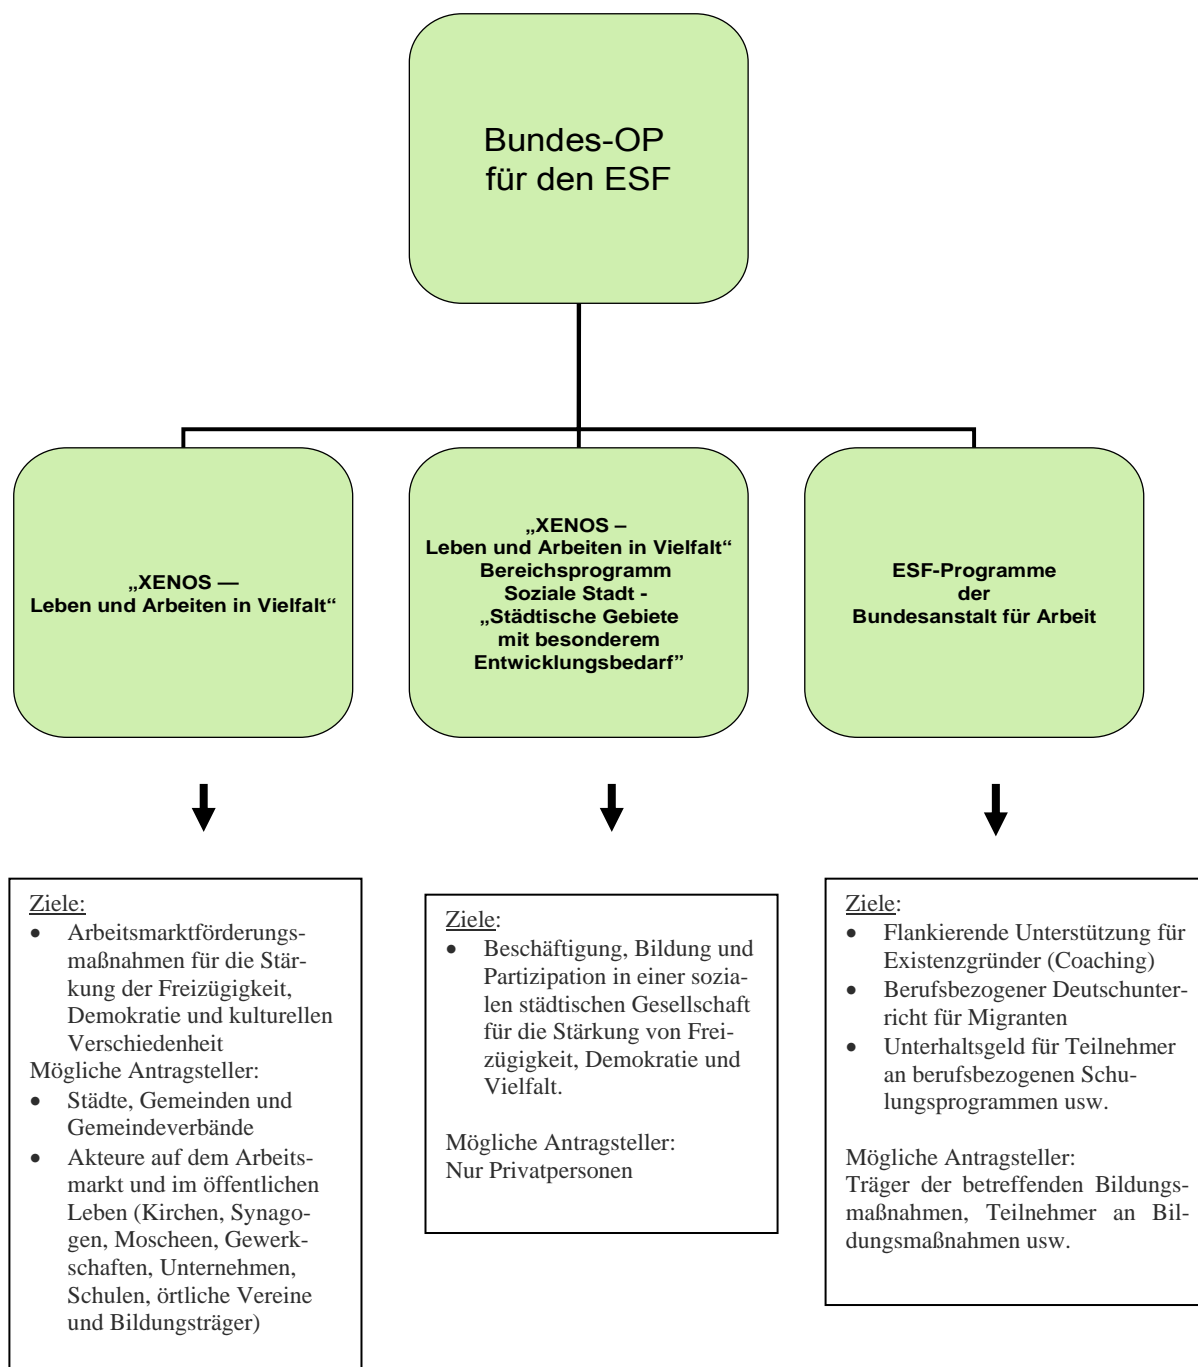 Bundes-OP
für den ESF
„XENOS —
Leben und Arbeiten in Vielfalt“
„XENOS –
Leben und Arbeiten in Vielfalt“
Bereichsprogramm
Soziale Stadt -
„Städtische Gebiete
mit besonderem
Entwicklungsbedarf”
ESF-Programme
der
Bundesanstalt für Arbeit
Ziele:
• Arbeitsmarktförderungs-
maßnahmen für die Stär-
kung der Freizügigkeit,
Demokratie und kulturellen
Verschiedenheit
Mögliche Antragsteller:
• Städte, Gemeinden und
Gemeindeverbände
• Akteure auf dem Arbeits-
markt und im öffentlichen
Leben (Kirchen, Synago-
gen, Moscheen, Gewerk-
schaften, Unternehmen,
Schulen, örtliche Vereine
und Bildungsträger)
Ziele:
• Beschäftigung, Bildung und
Partizipation in einer sozia-
len städtischen Gesellschaft
für die Stärkung von Frei-
zügigkeit, Demokratie und
Vielfalt.
Mögliche Antragsteller:
Nur Privatpersonen
Ziele:
• Flankierende Unterstützung für
Existenzgründer (Coaching)
• Berufsbezogener Deutschunter-
richt für Migranten
• Unterhaltsgeld für Teilnehmer
an berufsbezogenen Schu-
lungsprogrammen usw.
Mögliche Antragsteller:
Träger der betreffenden Bildungs-
maßnahmen, Teilnehmer an Bil-
dungsmaßnahmen usw.